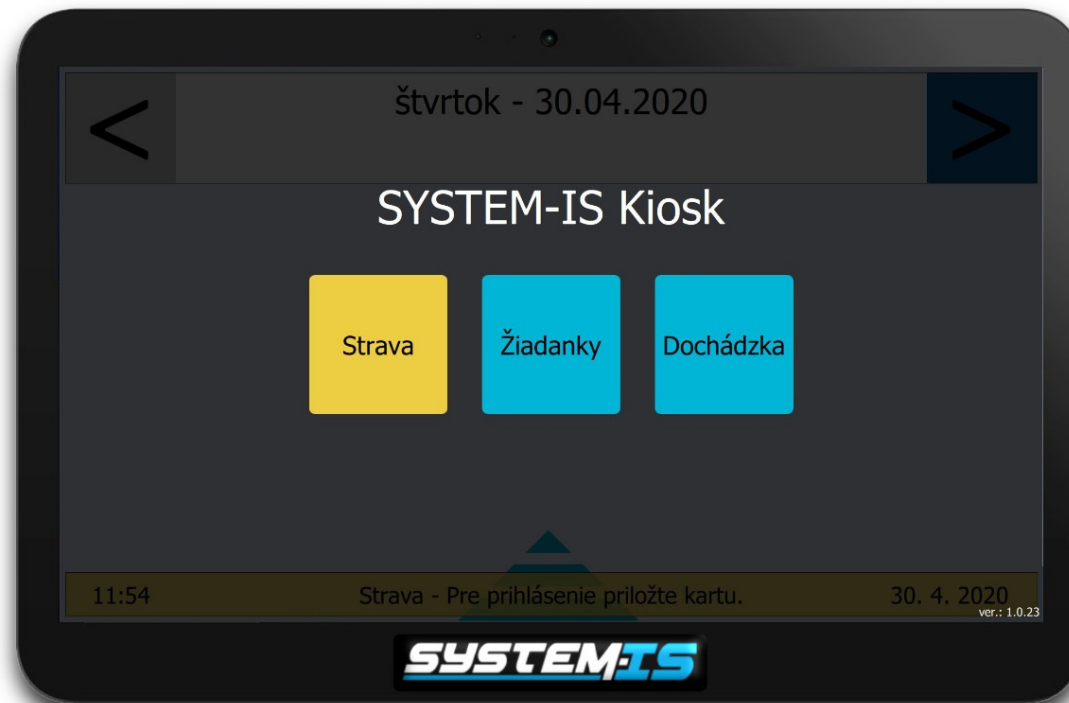 <
štvrtok - 30.04.2020
>
SYSTEM-IS Kiosk
Strava
Žiadanky
Dochádzka
11:54
Strava - Pre prihlásenie priložte kartu.
30. 4. 2020
ver.: 1.0.23
SYSTEM-IS